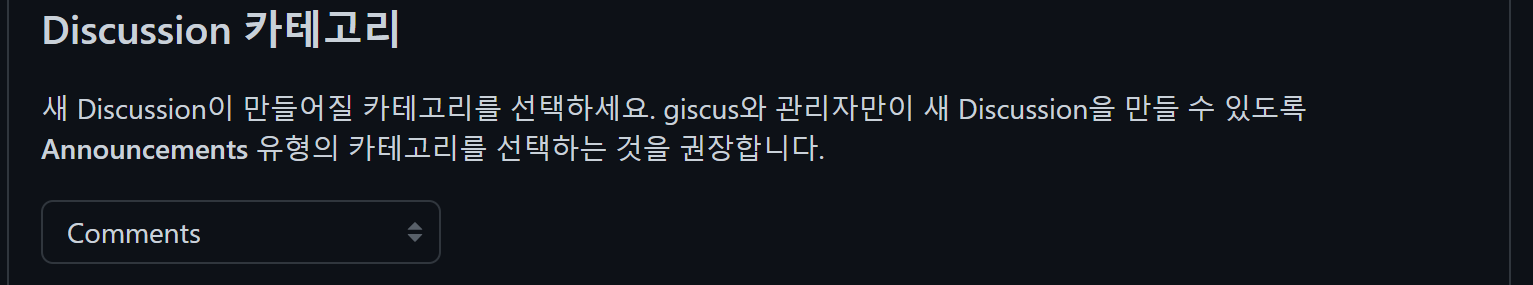 Discussion 카테고리
새 Discussion이 만들어질 카테고리를 선택하세요. giscus와 관리자만이 새 Discussion을 만들 수 있도록
Announcements 유형의 카테고리를 선택하는 것을 권장합니다.
Comments